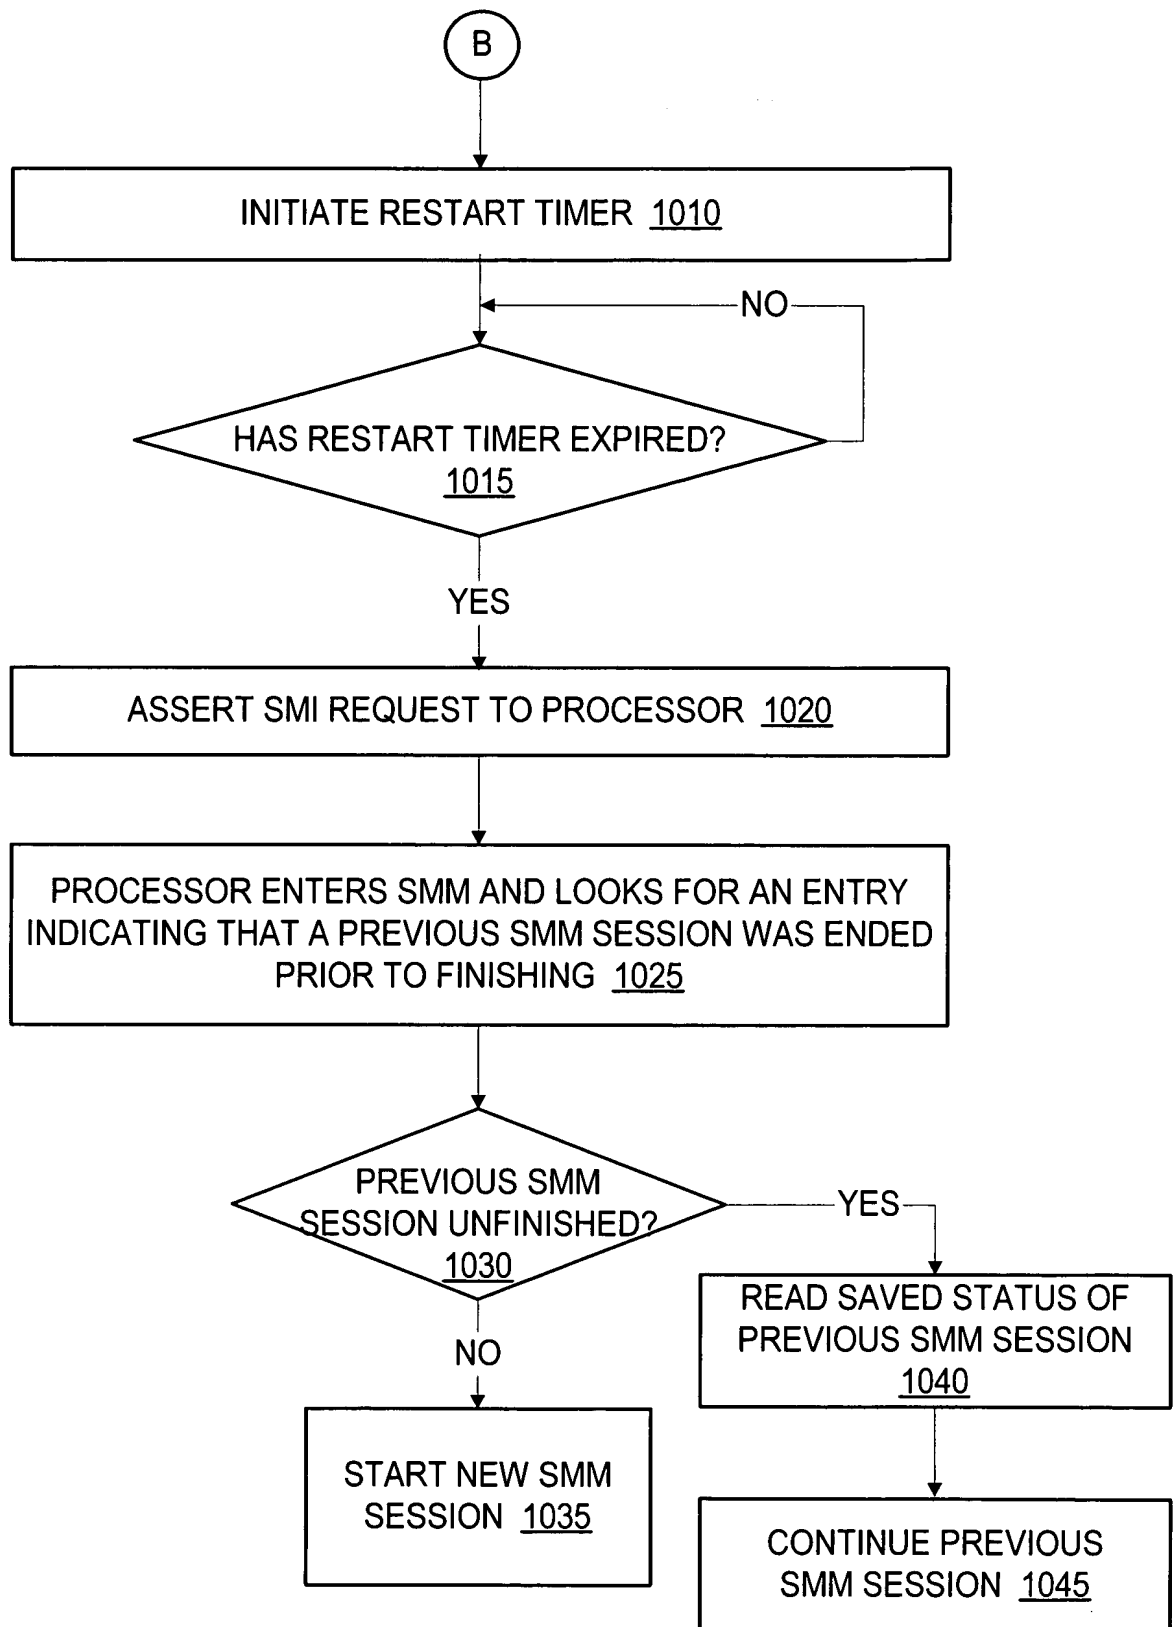 B
INITIATE RESTART TIMER 1010
NO
HAS RESTART TIMER EXPIRED?
1015
YES
ASSERT SMI REQUEST TO PROCESSOR 1020
PROCESSOR ENTERS SMM AND LOOKS FOR AN ENTRY
INDICATING THAT A PREVIOUS SMM SESSION WAS ENDED
PRIOR TO FINISHING 1025
PREVIOUS SMM
SESSION UNFINISHED?
1030
YES
NO
READ SAVED STATUS OF
PREVIOUS SMM SESSION
1040
START NEW SMM
SESSION 1035
CONTINUE PREVIOUS
SMM SESSION 1045